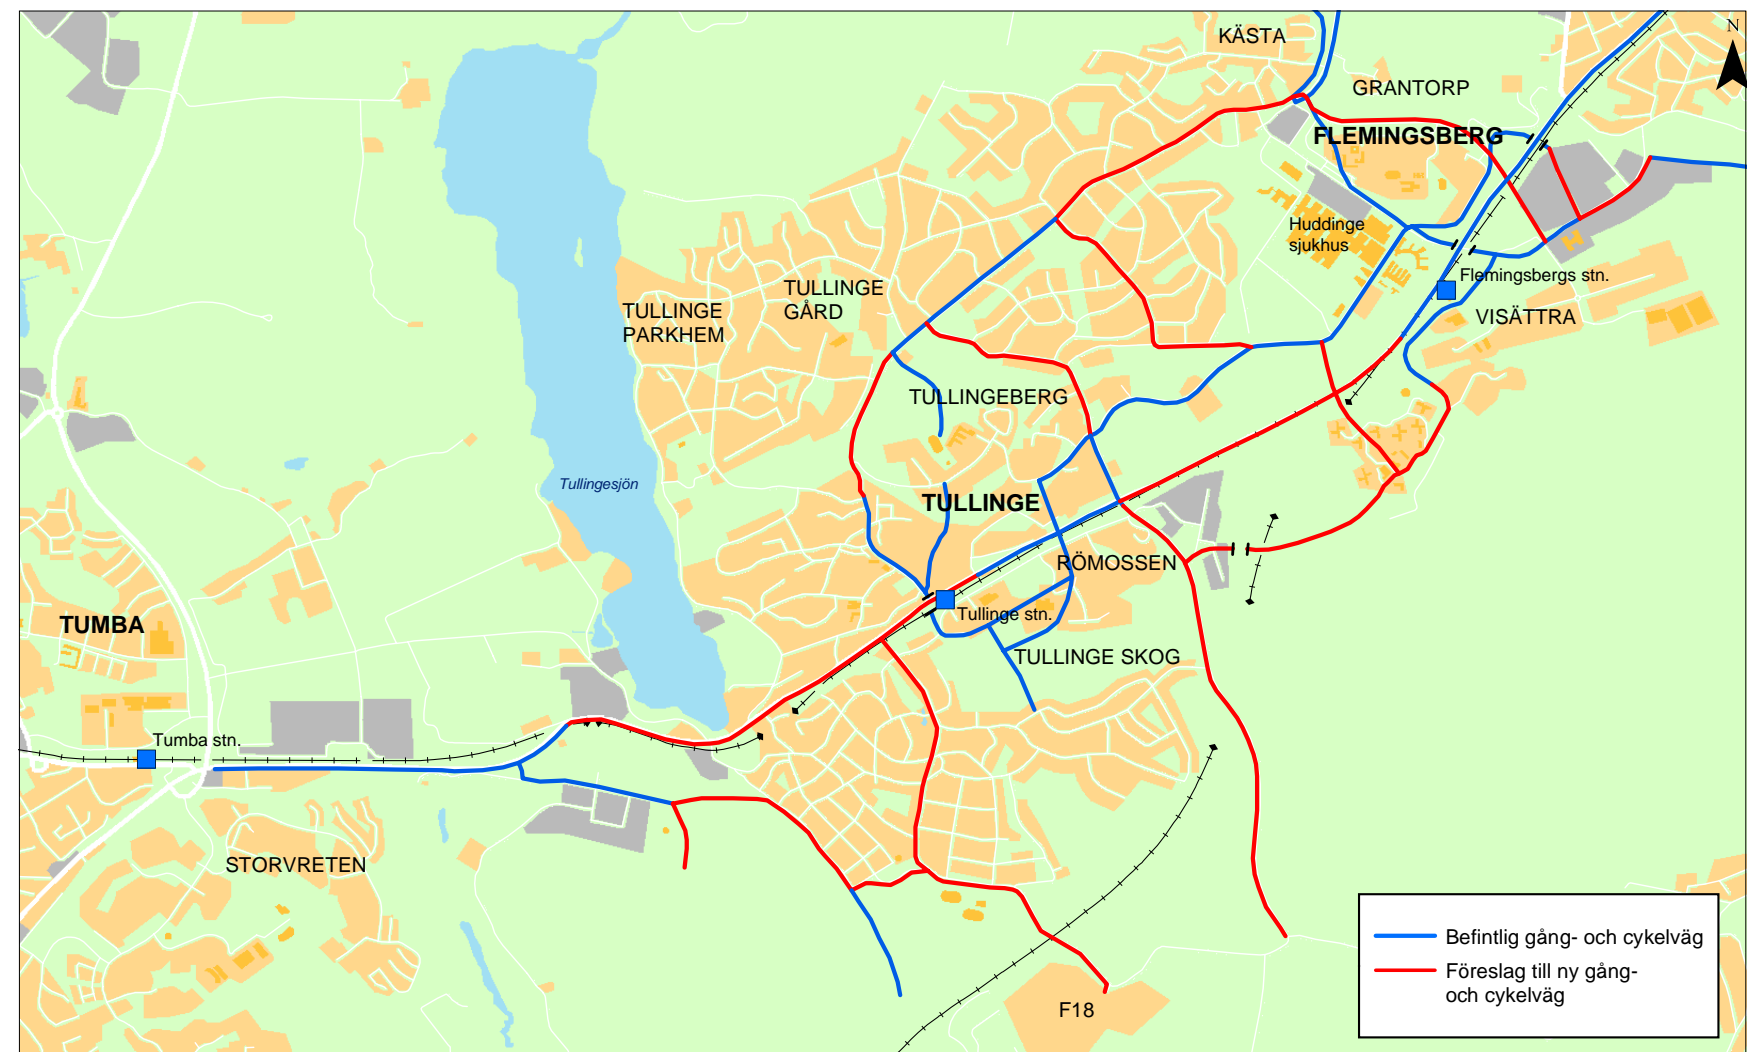 KÄSTA
N
GRANTORP
FLEMINGSBERG
Huddinge
sjukhus
Flemingsbergs stn.
VISÄTTRA
TULLINGE
GÅRD
TULLINGE
PARKHEM
TULLINGEBERG
Tullingesjön
TULLINGE
RÖMOSSEN
Tullinge stn.
TUMBA
TULLINGE SKOG
Tumba stn.
STORVRETEN
F18
Befintlig gång- och cykelväg
Föreslag till ny gång-
och cykelväg